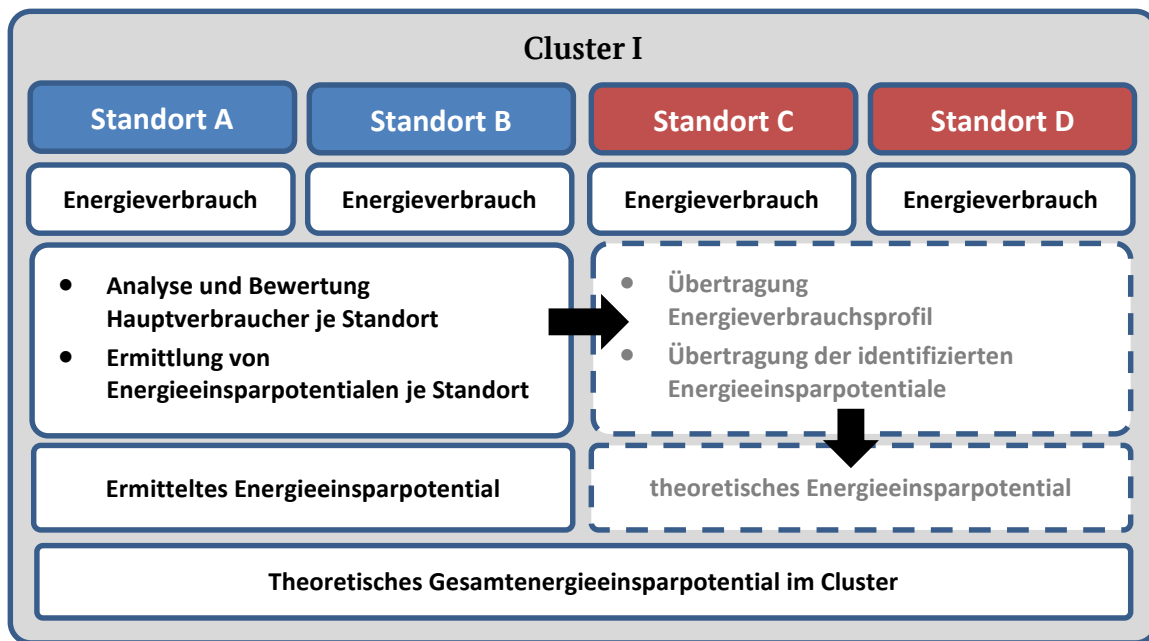 Cluster I
Standort A
Standort B
Standort C
Standort D
Energieverbrauch
Energieverbrauch
Energieverbrauch
Energieverbrauch
• Analyse und Bewertung
Hauptverbraucher je Standort
• Ermittlung von
Energieeinsparpotentialen je Standort
• Übertragung
Energieverbrauchsprofil
• Übertragung der identifizierten
Energieeinsparpotentiale
Ermitteltes Energieeinsparpotential
theoretisches Energieeinsparpotential
Theoretisches Gesamtenergieeinsparpotential im Cluster